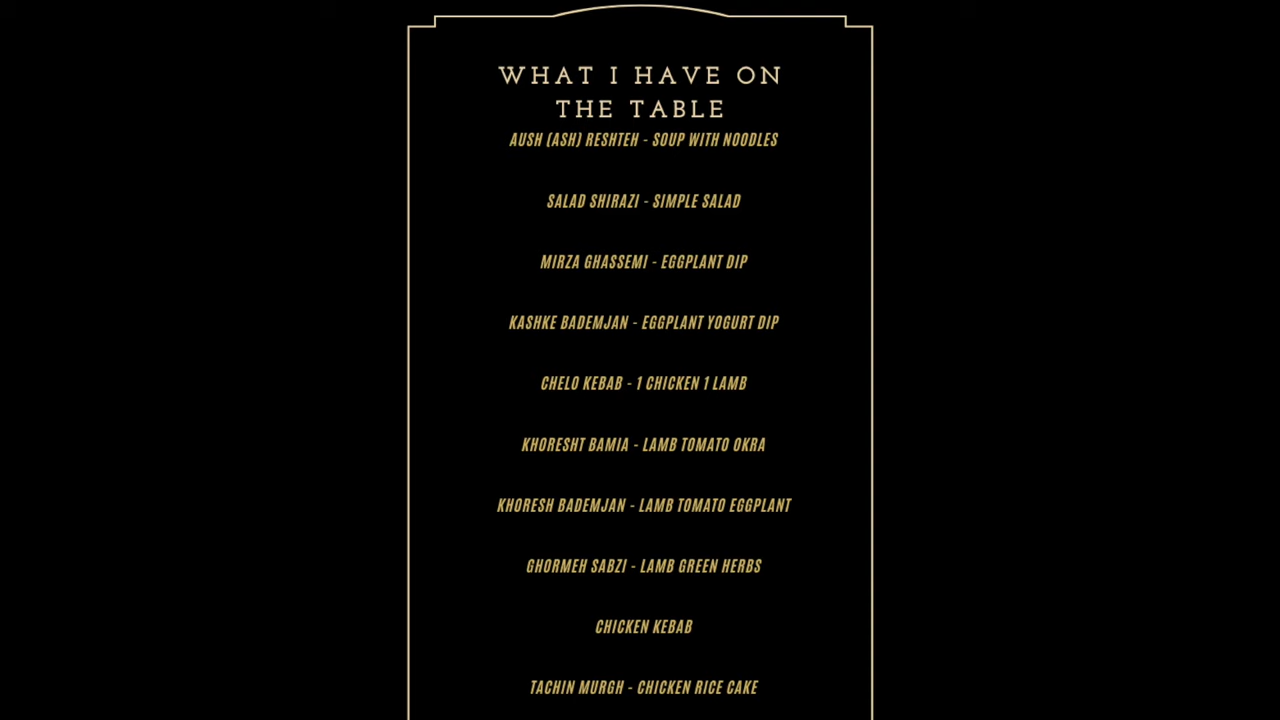 WHAT I HAVE ON
THE TABLE
AUSH (ASH) RESHTEH - SOUP WITH NOODLES
SALAD SHIRAZI - SIMPLE SALAD
MIRZA GHASSEMI - EGGPLANT DIP
KASHKE BADEMJAN - EGGPLANT YOGURT DIP
CHELO KEBAB - 1 CHICKEN 1 LAMB
KHORESHT BAMIA - LAMB TOMATO OKRA
KHORESH BADEMJAN - LAMB TOMATO EGGPLANT
GHORMEH SABZI - LAMB GREEN HERBS
CHICKEN KEBAB
TACHIN MURGH - CHICKEN RICE CAKE